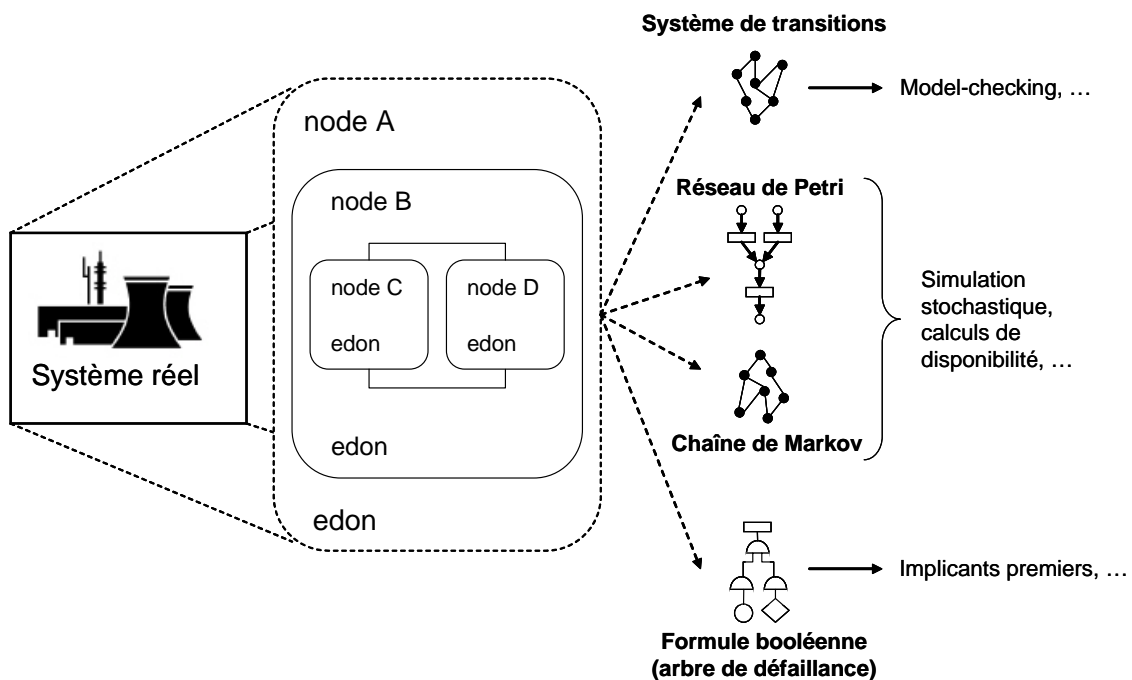 Système de transitions
Model-checking, …
node A
node B
Réseau de Petri
node C
node D
edon
edon
Simulation
stochastique,
calculs de
disponibilité, …
Système réel
Chaîne de Markov
edon
edon
Implicants premiers, …
Formule booléenne
(arbre de défaillance)